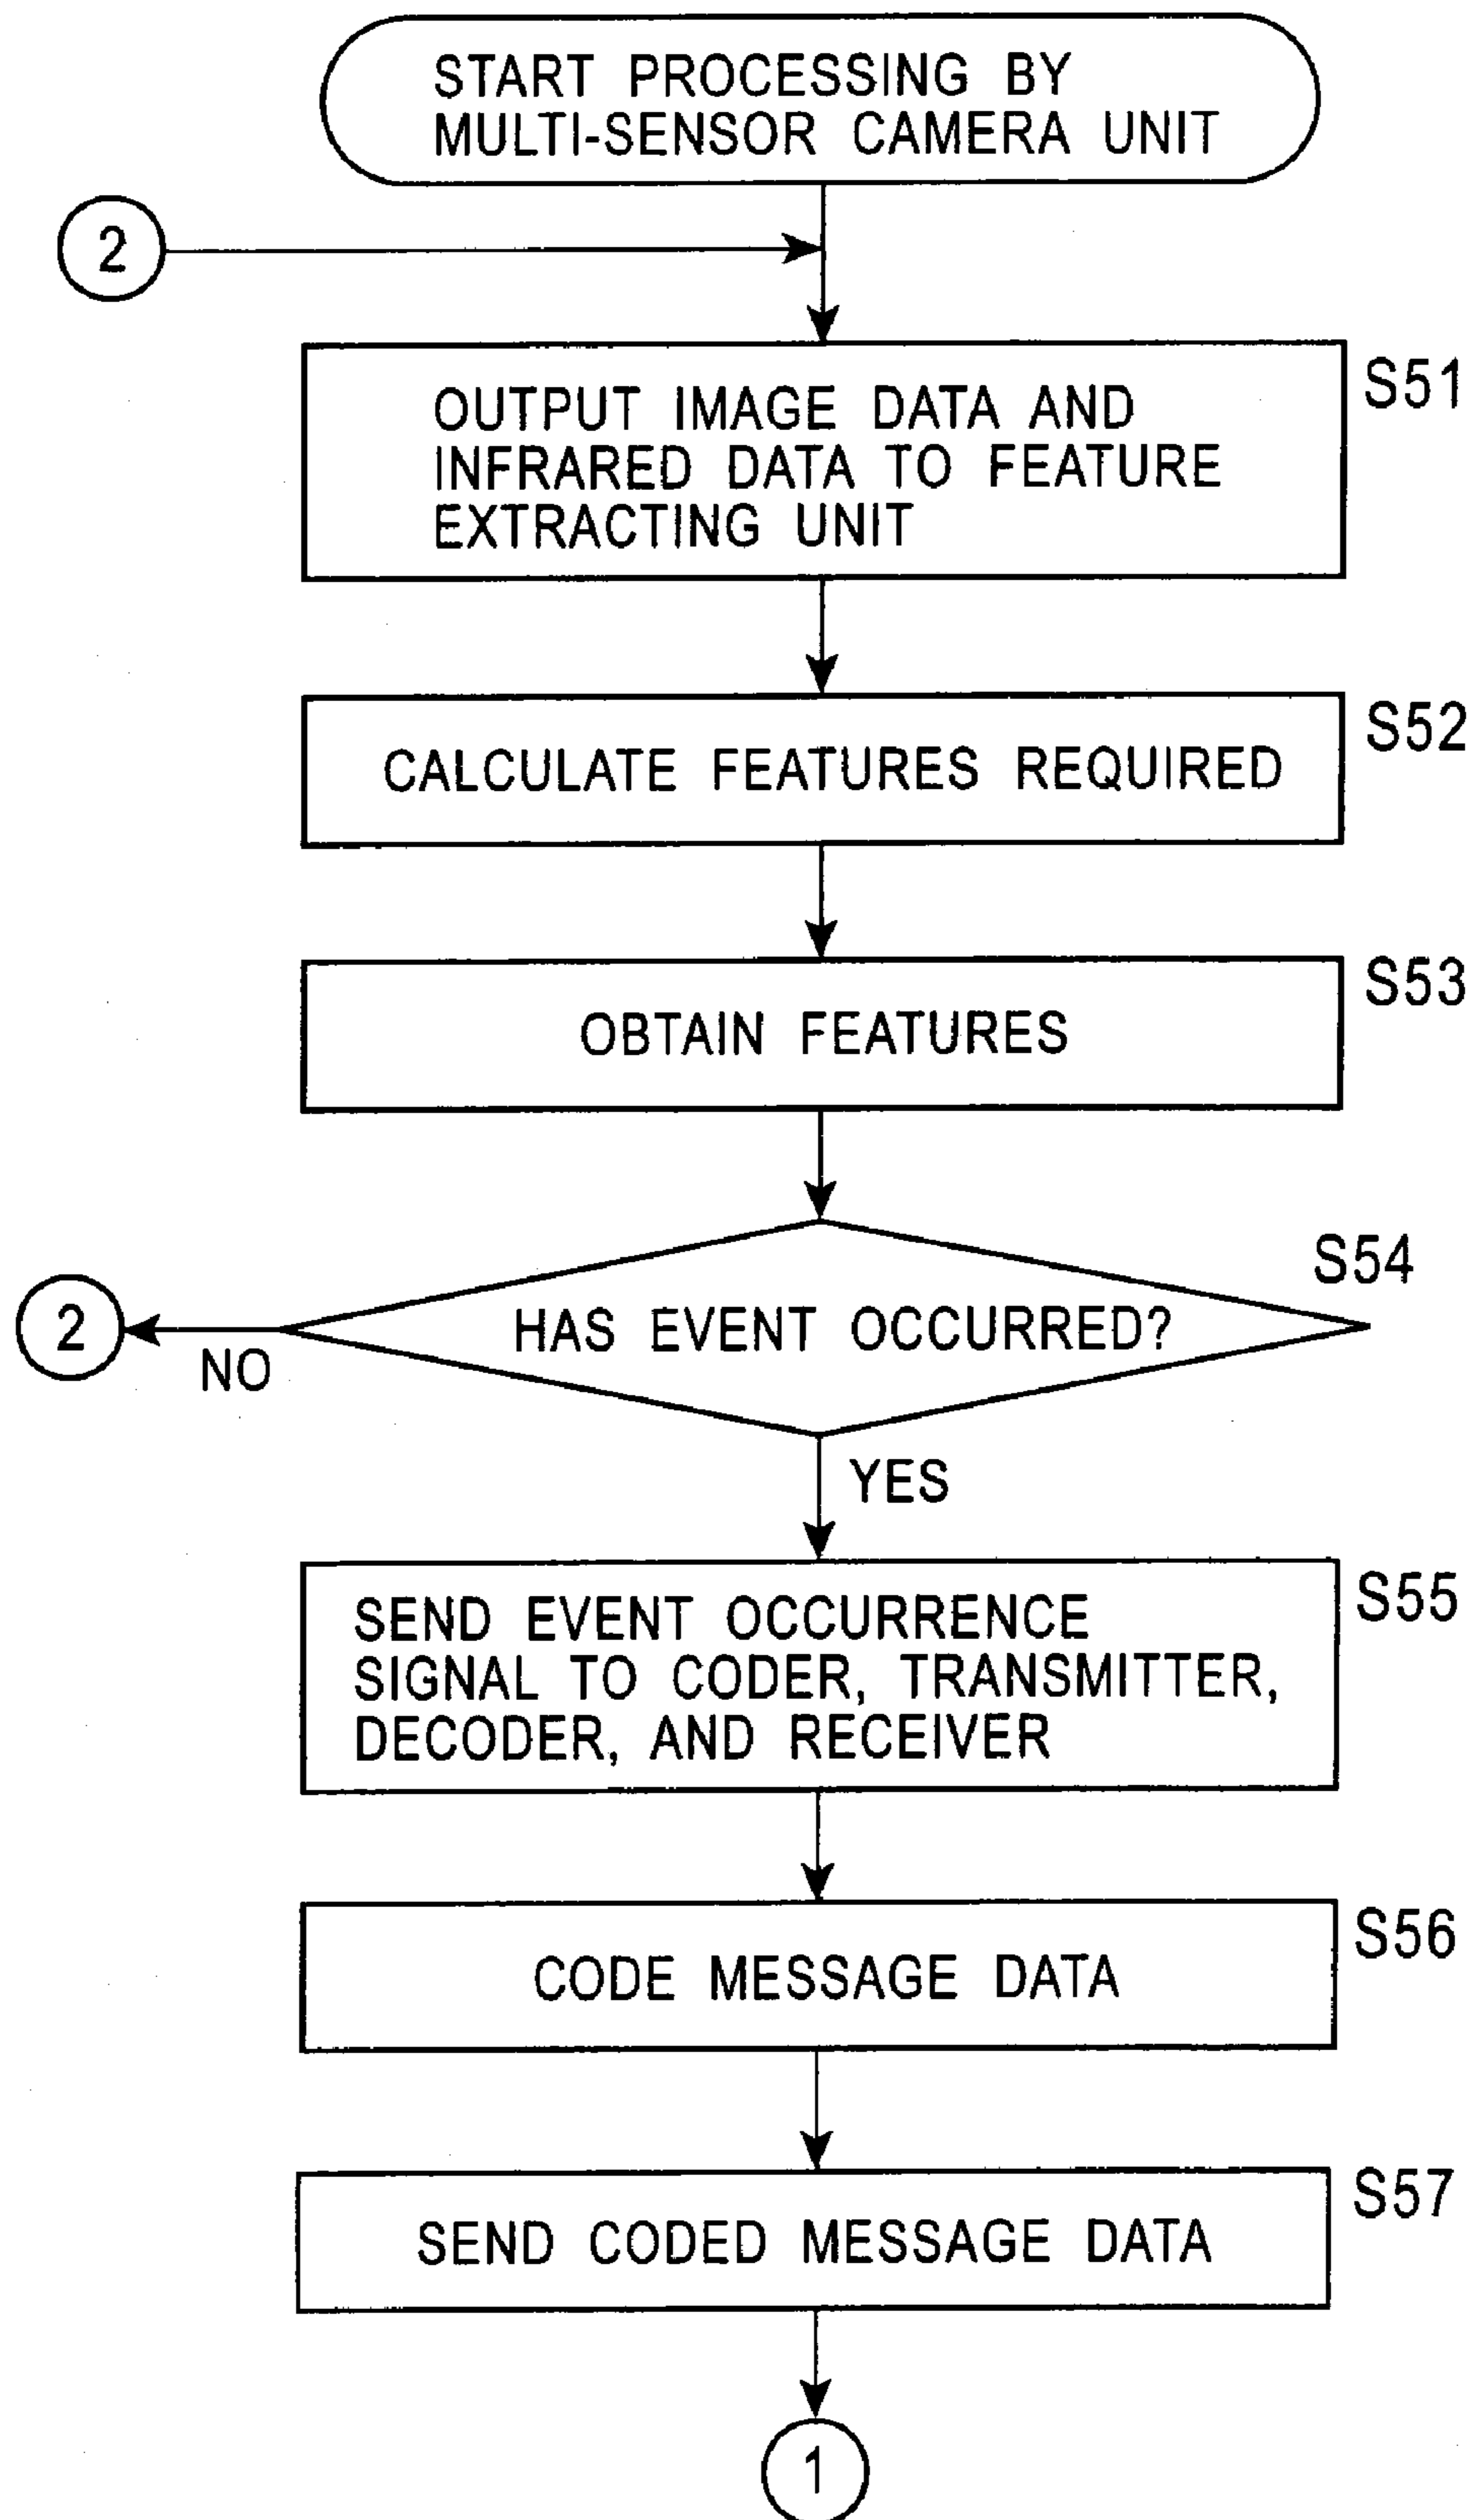 START PROCESSING BY
MULTI-SENSOR CAMERA UNIT
2
S51
OUTPUT IMAGE DATA AND
INFRARED DATA TO FEATURE
EXTRACTING UNIT
S52
CALCULATE FEATURES REQUIRED
S53
OBTAIN FEATURES
S54
HAS EVENT OCCURRED?
2
NO
YES
S55
SEND EVENT OCCURRENCE
SIGNAL TO CODER, TRANSMITTER,
DECODER, AND RECEIVER
S56
CODE MESSAGE DATA
S57
SEND CODED MESSAGE DATA
1